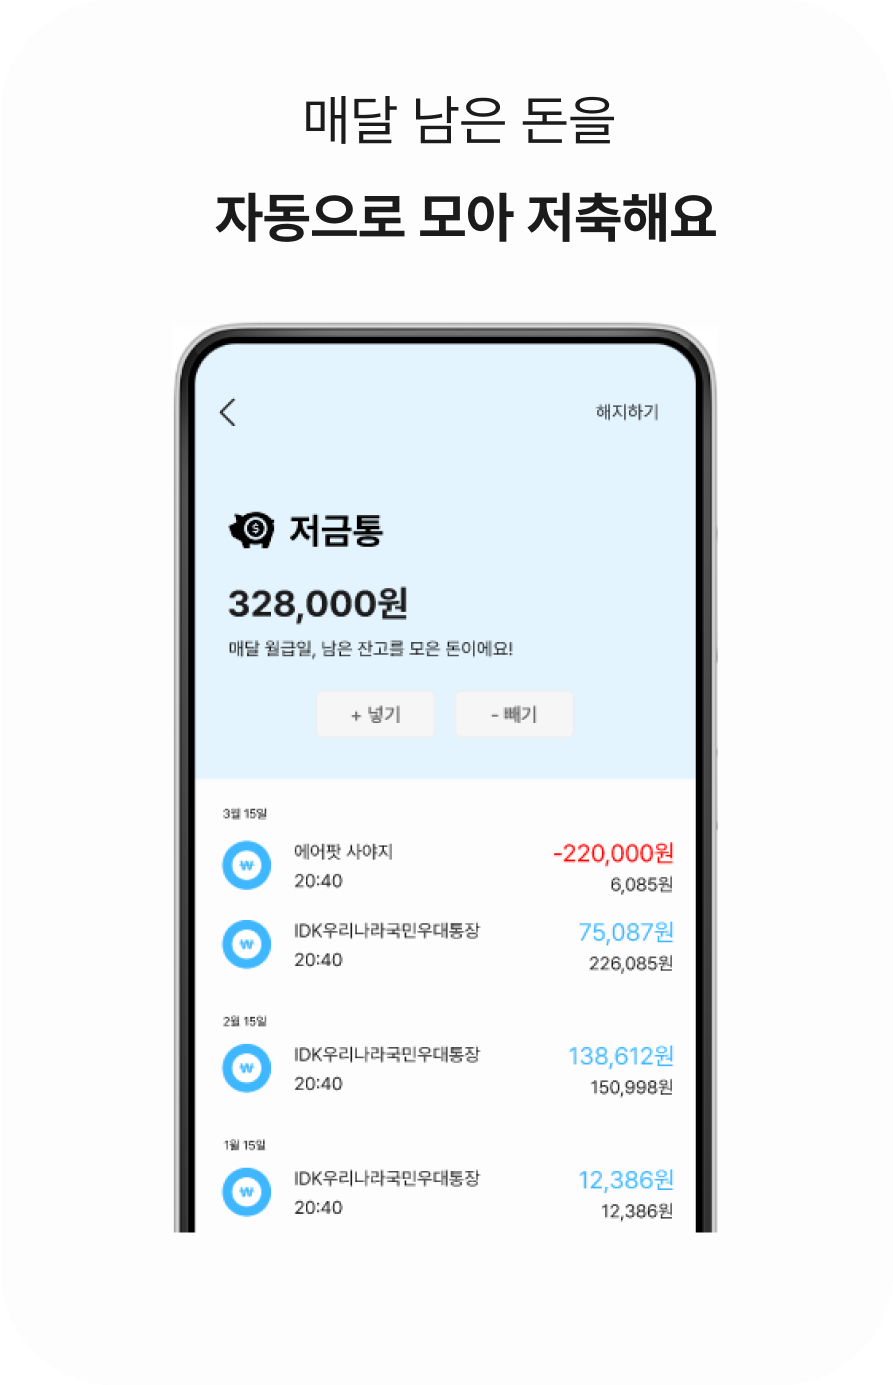 매달 남은 돈을
자동으로 모아 저축해요
해지하기
저금통
328,000원
매달 월급일, 남은 잔고를 모은 돈이에요!
+ 넣기
- 빼기
3월 15일
에어팟 사야지
-220,000원
20:40
6,085원
IDK우리나라국민우대통장
75,087원
20:40
226,085원
2월 15일
IDK우리나라국민우대통장
138,612원
20:40
150,998원
1월 15일
IDK우리나라국민우대통장
12,386원
20:40
12,386원